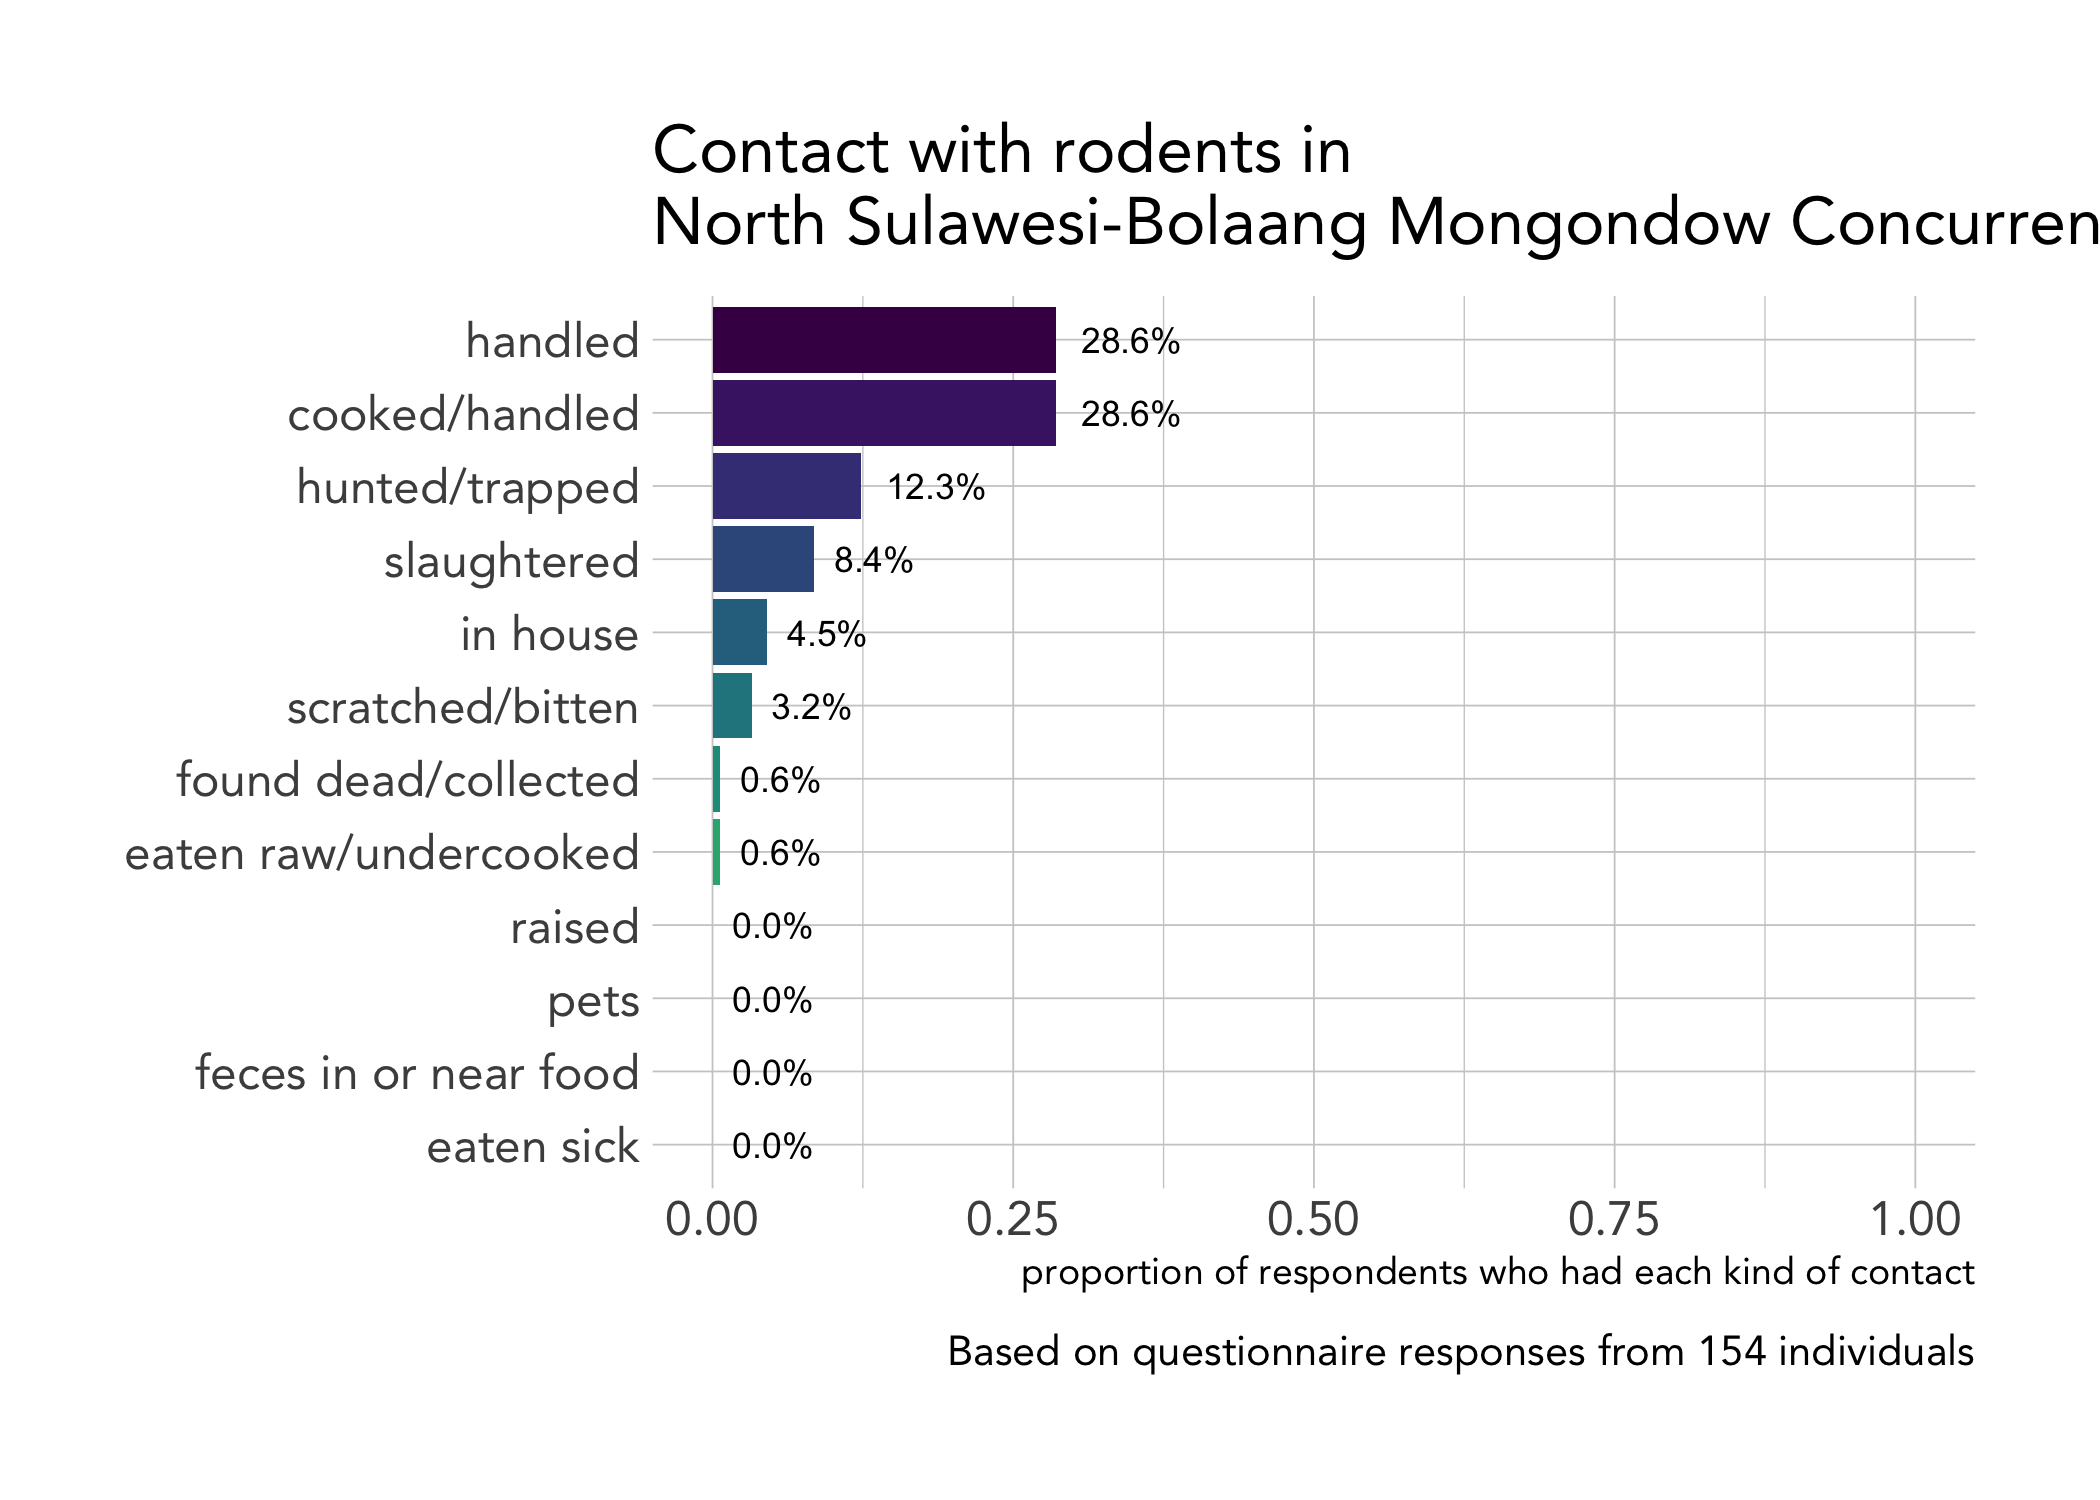 Contact with rodents in
North Sulawesi-Bolaang Mongondow Concurren
handled 28.6%
cooked/handled 28.6%
hunted/trapped 12.3%
slaughtered 8.4%
in house 4.5%
scratched/bitten 3.2%
found dead/collected 0.6%
eaten raw/undercooked 0.6%
raised 0.0%
pets 0.0%
feces in or near food 0.0%
eaten sick 0.0%
0.00 0.25 0.50 0.75 1.00
proportion of respondents who had each kind of contact
Based on questionnaire responses from 154 individuals